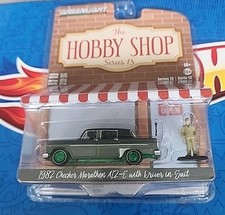 GREENLIGHT
The
HOBBY SHOP
Series 15
1982 Checker Marathon A12-E with Driver in Suit